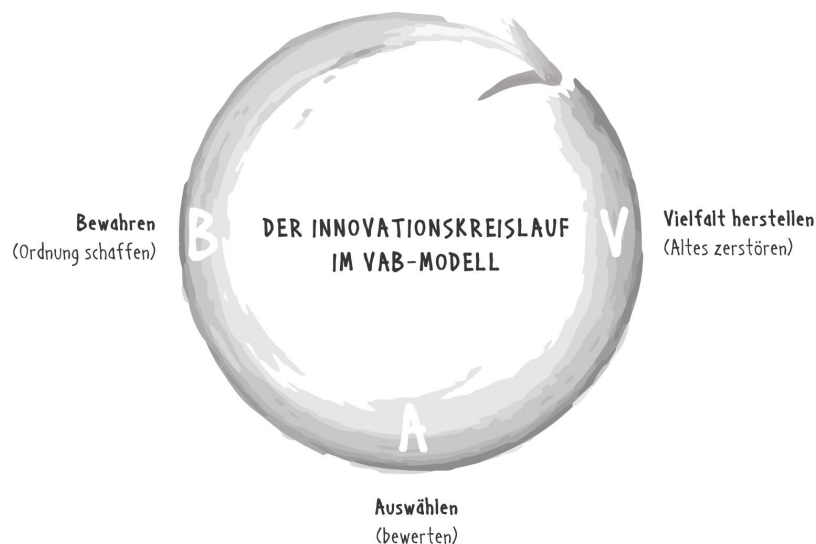 DER INNOVATIONSKREISLAUF
IM VAB-MODELL
V
Vielfalt herstellen
(Altes zerstören)
A
Auswählen
(bewerten)
B
Bewahren
(Ordnung schaffen)